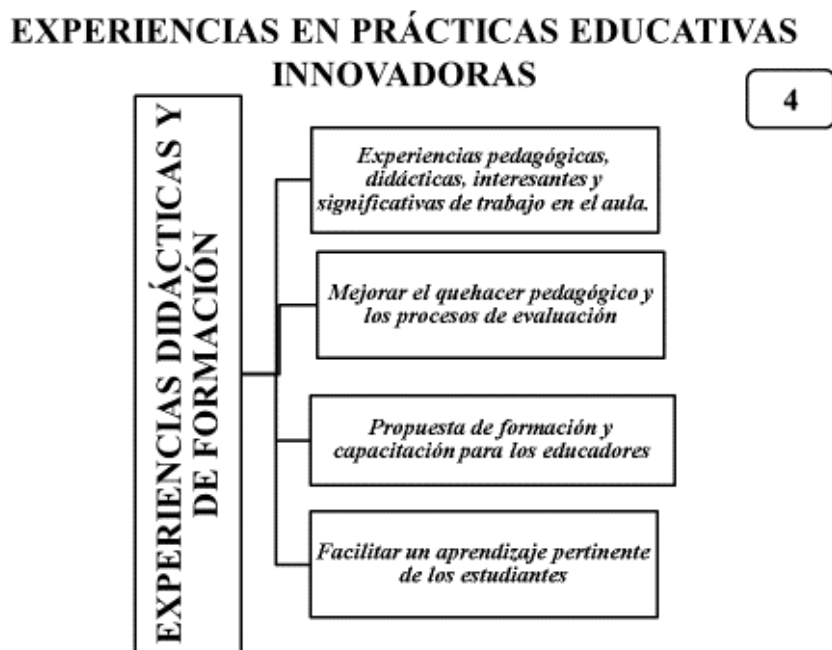 EXPERIENCIAS EN PRÁCTICAS EDUCATIVAS
INNOVADORAS
4
EXPERIENCIAS DIDÁCTICAS Y
DE FORMACIÓN
Experiencias pedagógicas,
didácticas, interesantes y
significativas de trabajo en el aula.
Mejorar el quehacer pedagógico y
los procesos de evaluación
Propuesta de formación y
capacitación para los educadores
Facilitar un aprendizaje pertinente
de los estudiantes